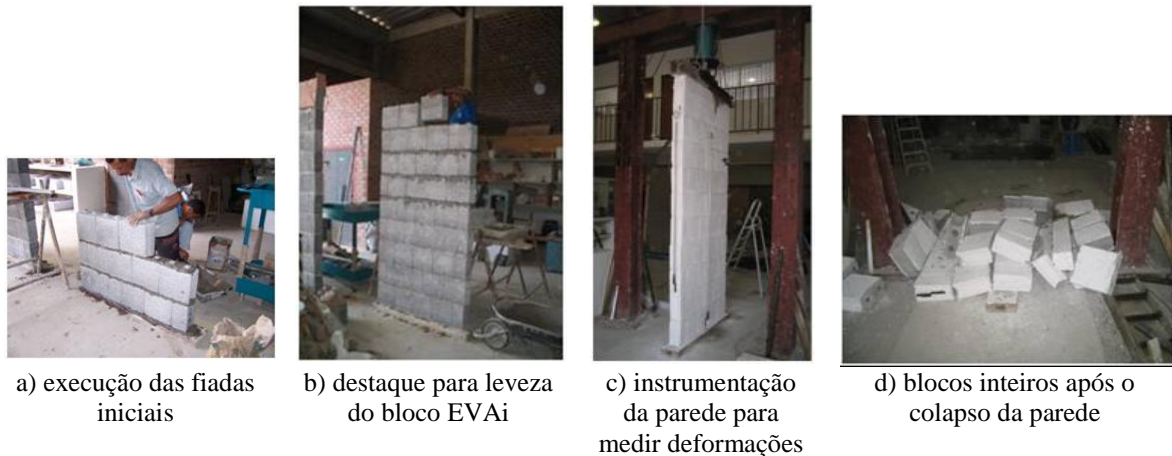 a) execução das fiadas
iniciais
b) destaque para leveza
do bloco EVAi
c) instrumentação
da parede para
medir deformações
d) blocos inteiros após o
colapso da parede